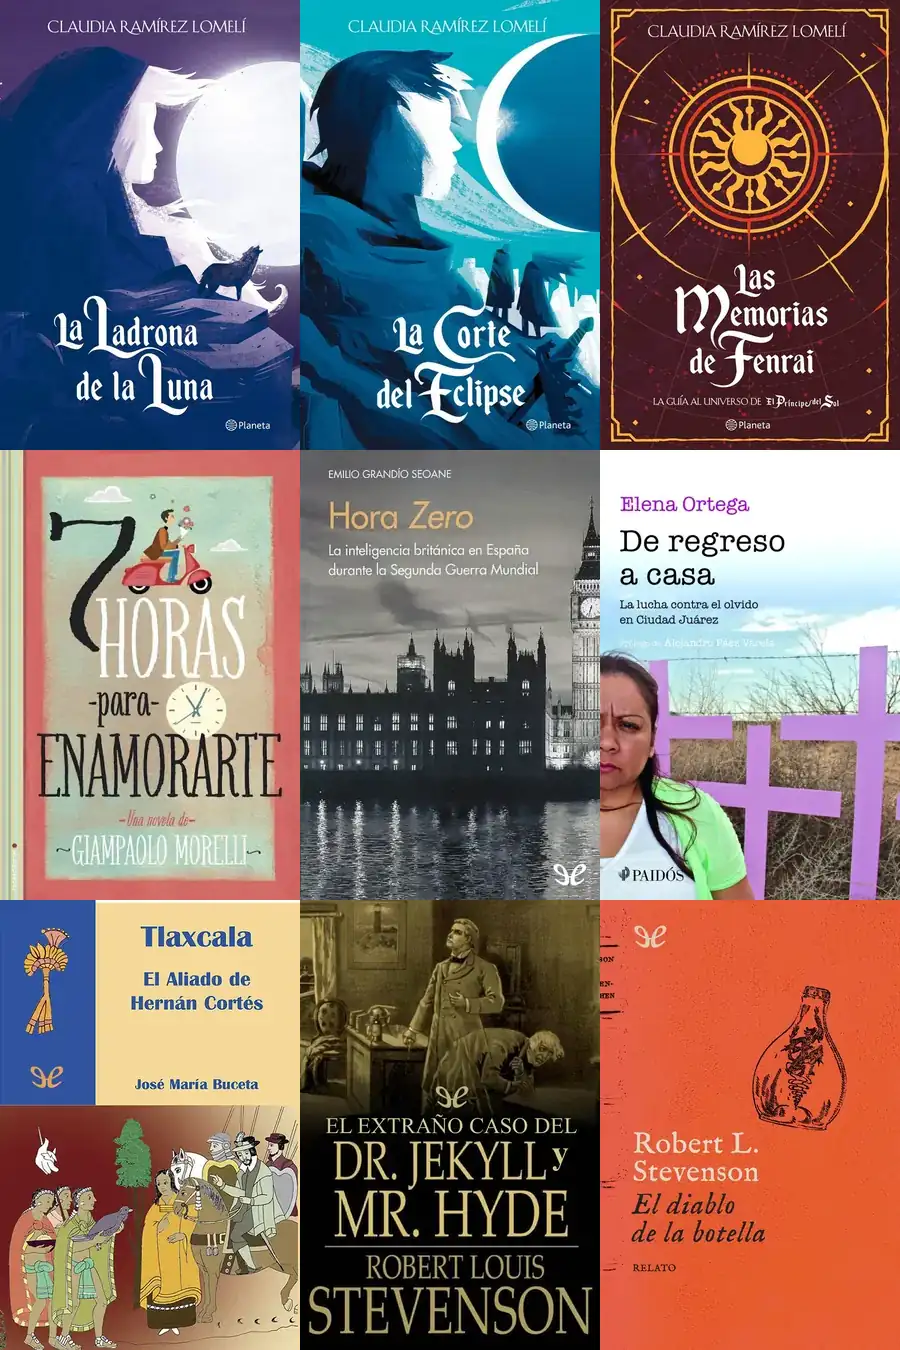 CLAUDIA RAMÍREZ LOMELÍ
La Ladrona
de la Luna
Planeta
CLAUDIA RAMÍREZ LOMELÍ
La Corte
del Eclipse
Planeta
CLAUDIA RAMÍREZ LOMELÍ
Las
Memorias
de Fenrai
LA GUÍA AL UNIVERSO DE El Príncipe del Sol
Planeta
7
HORAS
-para-
ENAMORARTE
-Una novela de-
GIAMPAOLO MORELLI
EMILIO GRANDÍO SEOANE
Hora Zero
La inteligencia británica en España
durante la Segunda Guerra Mundial
Elena Ortega
De regreso
a casa
La lucha contra el olvido
en Ciudad Juárez
Prólogo de Alejandro Páez Varela
PAIDÓS
Tlaxcala
El Aliado de
Hernán Cortés
José María Buceta
EL EXTRAÑO CASO DEL
DR. JEKYLL y
MR. HYDE
ROBERT LOUIS
STEVENSON
Robert L.
Stevenson
El diablo
de la botella
RELATO